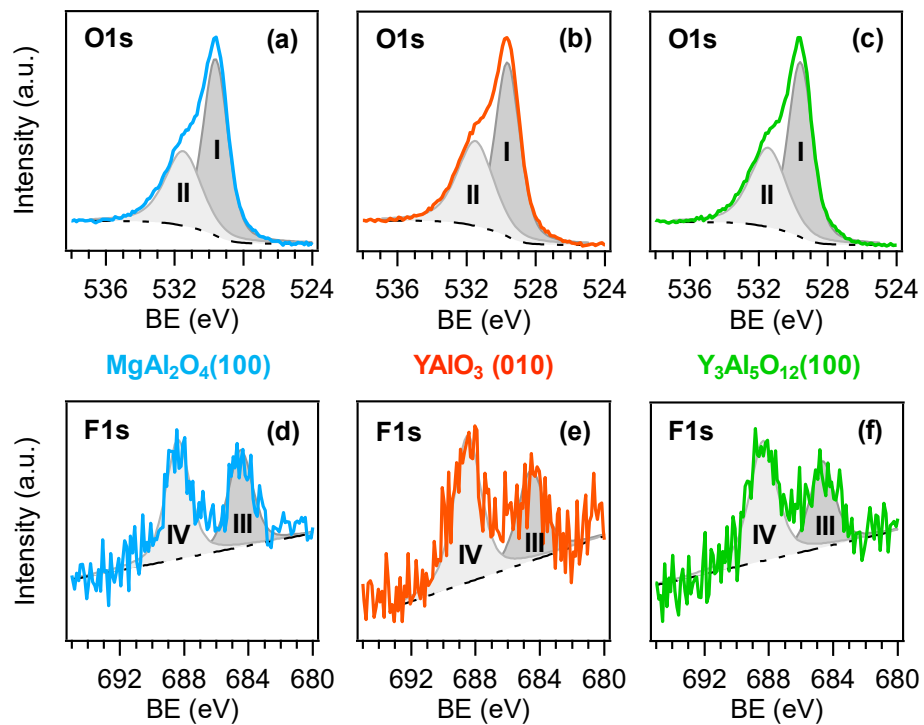 O1s (a)
O1s (b)
O1s (c)
Intensity (a.u.)
I
II
I
II
I
II
536 532 528 524
536 532 528 524
536 532 528 524
BE (eV)
BE (eV)
BE (eV)
MgAl₂O₄(100)
YAlO₃ (010)
Y₃Al₅O₁₂(100)
F1s (d)
F1s (e)
F1s (f)
Intensity (a.u.)
IV III
IV III
IV III
692 688 684 680
692 688 684 680
692 688 684 680
BE (eV)
BE (eV)
BE (eV)